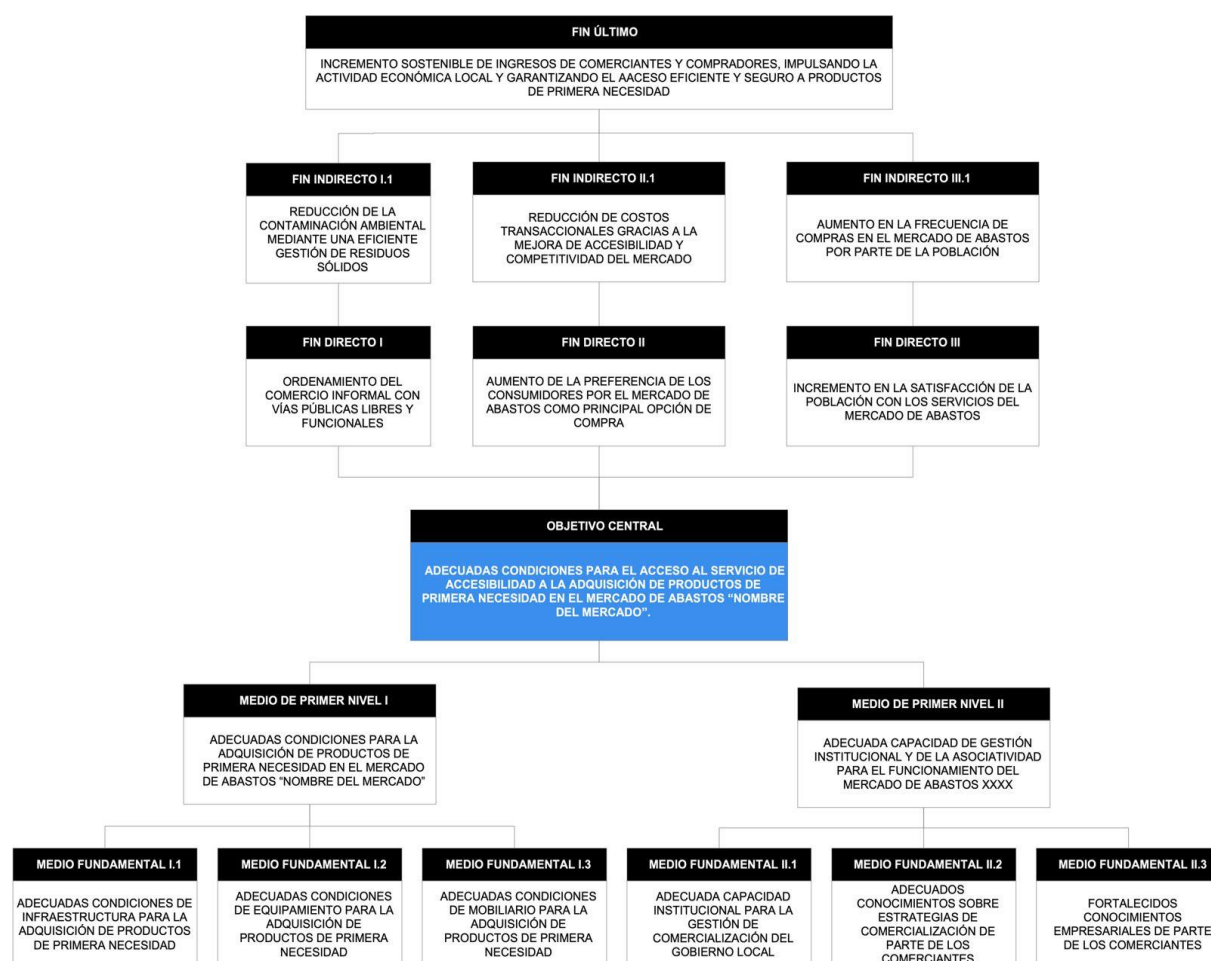 FIN ÚLTIMO
INCREMENTO SOSTENIBLE DE INGRESOS DE COMERCIANTES Y COMPRADORES, IMPULSANDO LA
ACTIVIDAD ECONÓMICA LOCAL Y GARANTIZANDO EL AACESO EFICIENTE Y SEGURO A PRODUCTOS
DE PRIMERA NECESIDAD
FIN INDIRECTO I.1
REDUCCIÓN DE LA
CONTAMINACIÓN AMBIENTAL
MEDIANTE UNA EFICIENTE
GESTIÓN DE RESIDUOS
SÓLIDOS
FIN INDIRECTO II.1
REDUCCIÓN DE COSTOS
TRANSACCIONALES GRACIAS A LA
MEJORA DE ACCESIBILIDAD Y
COMPETITIVIDAD DEL MERCADO
FIN INDIRECTO III.1
AUMENTO EN LA FRECUENCIA DE
COMPRAS EN EL MERCADO DE ABASTOS
POR PARTE DE LA POBLACIÓN
FIN DIRECTO I
ORDENAMIENTO DEL
COMERCIO INFORMAL CON
VÍAS PÚBLICAS LIBRES Y
FUNCIONALES
FIN DIRECTO II
AUMENTO DE LA PREFERENCIA DE LOS
CONSUMIDORES POR EL MERCADO DE
ABASTOS COMO PRINCIPAL OPCIÓN DE
COMPRA
FIN DIRECTO III
INCREMENTO EN LA SATISFACCIÓN DE LA
POBLACIÓN CON LOS SERVICIOS DEL
MERCADO DE ABASTOS
OBJETIVO CENTRAL
ADECUADAS CONDICIONES PARA EL ACCESO AL SERVICIO DE
ACCESIBILIDAD A LA ADQUISICIÓN DE PRODUCTOS DE
PRIMERA NECESIDAD EN EL MERCADO DE ABASTOS “NOMBRE
DEL MERCADO”.
MEDIO DE PRIMER NIVEL I
ADECUADAS CONDICIONES PARA LA
ADQUISICIÓN DE PRODUCTOS DE
PRIMERA NECESIDAD EN EL MERCADO
DE ABASTOS “NOMBRE DEL MERCADO”
MEDIO DE PRIMER NIVEL II
ADECUADA CAPACIDAD DE GESTIÓN
INSTITUCIONAL Y DE LA ASOCIATIVIDAD
PARA EL FUNCIONAMIENTO DEL
MERCADO DE ABASTOS XXXX
MEDIO FUNDAMENTAL I.1
ADECUADAS CONDICIONES DE
INFRAESTRUCTURA PARA LA
ADQUISICIÓN DE PRODUCTOS
DE PRIMERA NECESIDAD
MEDIO FUNDAMENTAL I.2
ADECUADAS CONDICIONES
DE EQUIPAMIENTO PARA LA
ADQUISICIÓN DE
PRODUCTOS DE PRIMERA
NECESIDAD
MEDIO FUNDAMENTAL I.3
ADECUADAS CONDICIONES
DE MOBILIARIO PARA LA
ADQUISICIÓN DE
PRODUCTOS DE PRIMERA
NECESIDAD
MEDIO FUNDAMENTAL II.1
ADECUADA CAPACIDAD
INSTITUCIONAL PARA LA
GESTIÓN DE
COMERCIALIZACIÓN DEL
GOBIERNO LOCAL
MEDIO FUNDAMENTAL II.2
ADECUADOS
CONOCIMIENTOS SOBRE
ESTRATEGIAS DE
COMERCIALIZACIÓN DE
PARTE DE LOS
COMERCIANTES
MEDIO FUNDAMENTAL II.3
FORTALECIDOS
CONOCIMIENTOS
EMPRESARIALES DE PARTE
DE LOS COMERCIANTES